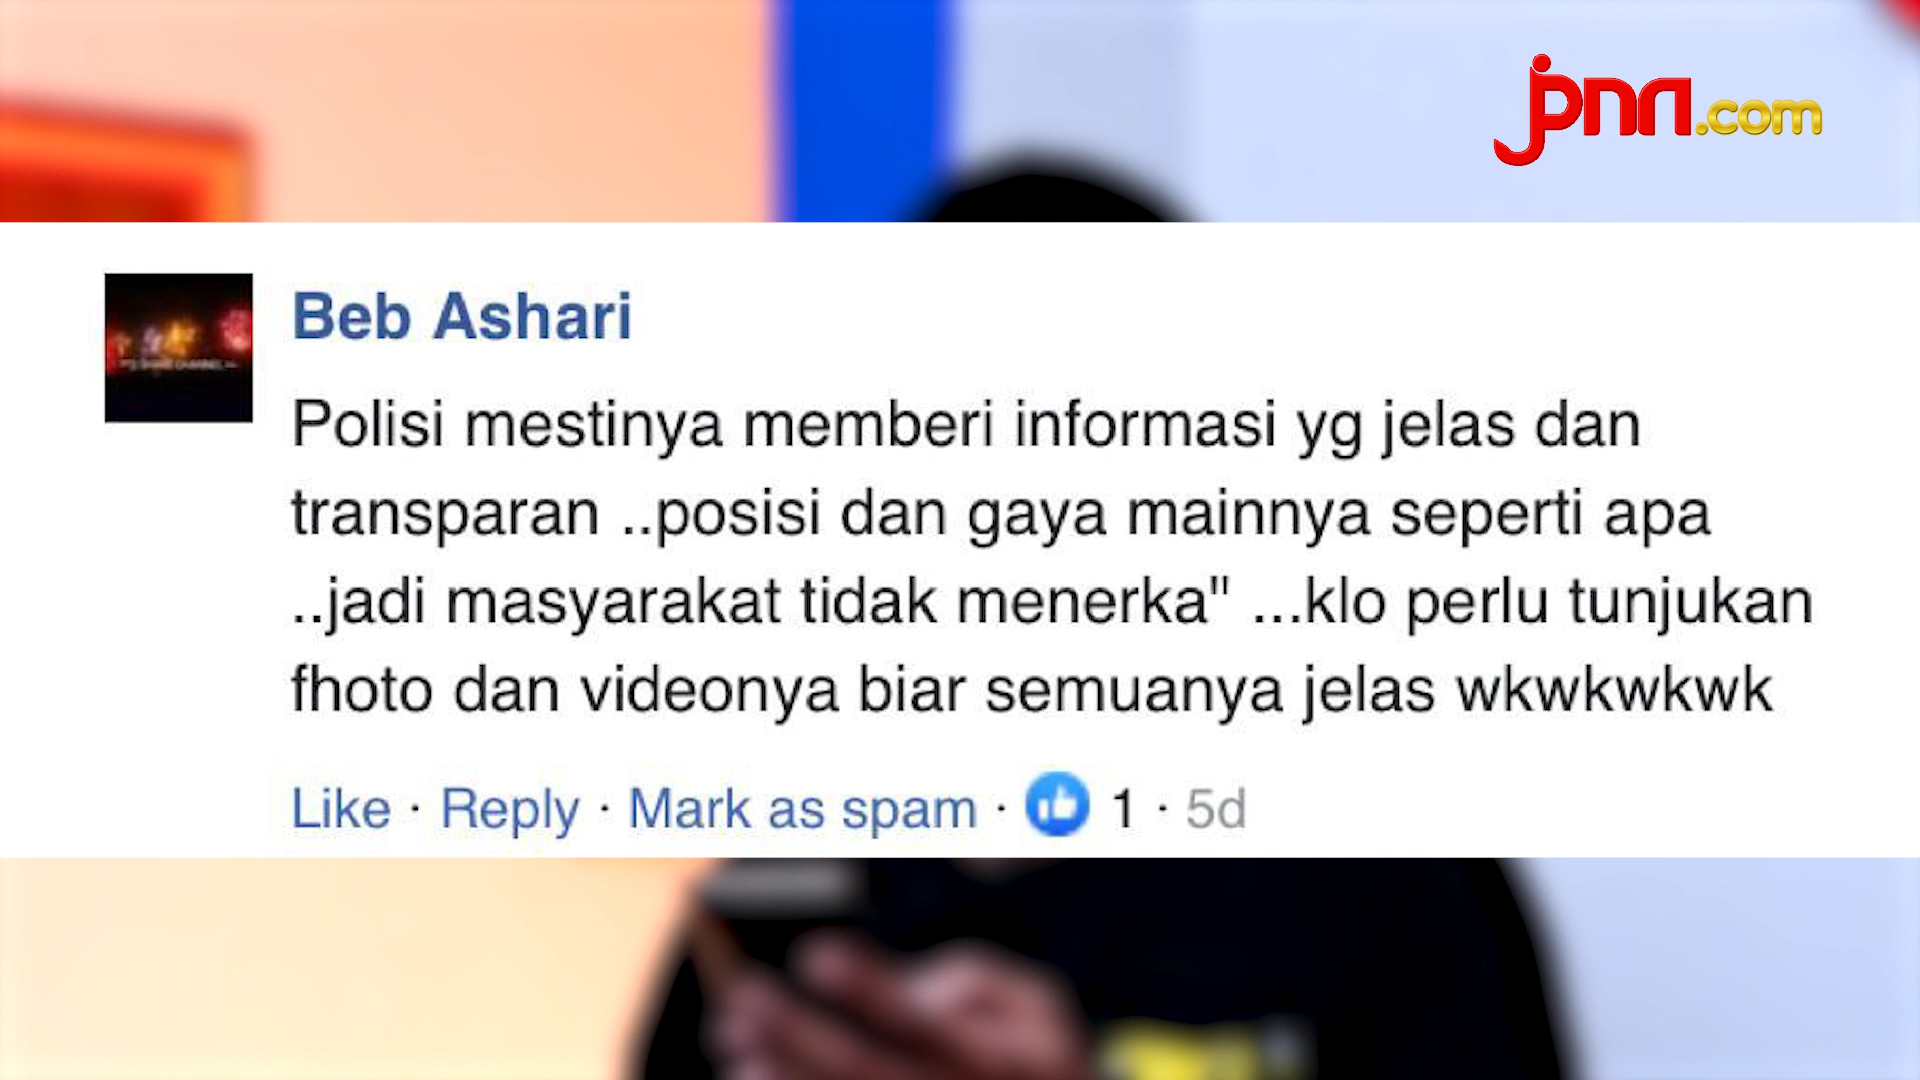 jpnn.com
Beb Ashari
Polisi mestinya memberi informasi yg jelas dan
transparan ..posisi dan gaya mainnya seperti apa
..jadi masyarakat tidak menerka" ...klo perlu tunjukan
fhoto dan videonya biar semuanya jelas wkwkwkwk
Like · Reply · Mark as spam · 1 · 5d